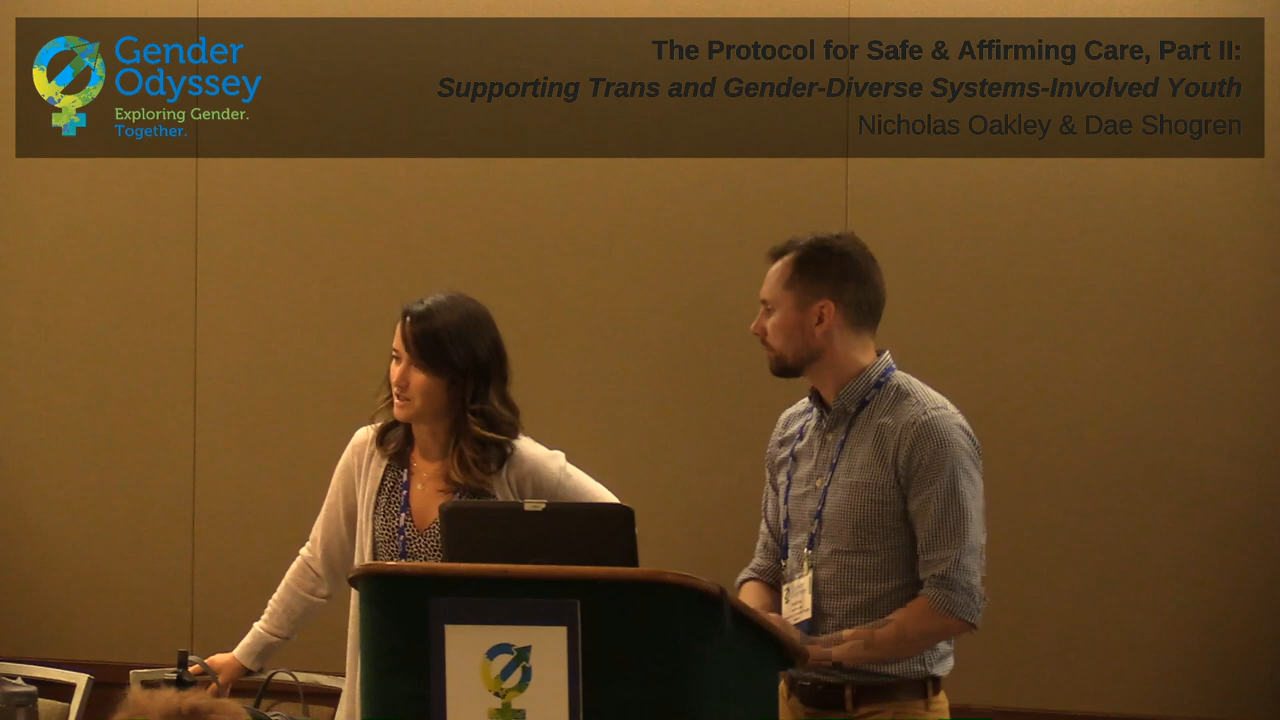 Gender
Odyssey
Exploring Gender.
Together.
The Protocol for Safe & Affirming Care, Part II:
Supporting Trans and Gender-Diverse Systems-Involved Youth
Nicholas Oakley & Dae Shogren